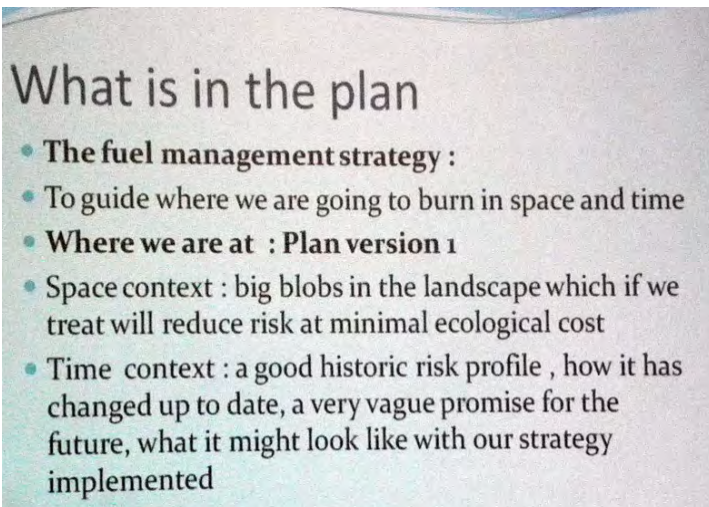 What is in the plan
• The fuel management strategy :
• To guide where we are going to burn in space and time
• Where we are at : Plan version 1
• Space context : big blobs in the landscape which if we
treat will reduce risk at minimal ecological cost
• Time context : a good historic risk profile , how it has
changed up to date, a very vague promise for the
future, what it might look like with our strategy
implemented